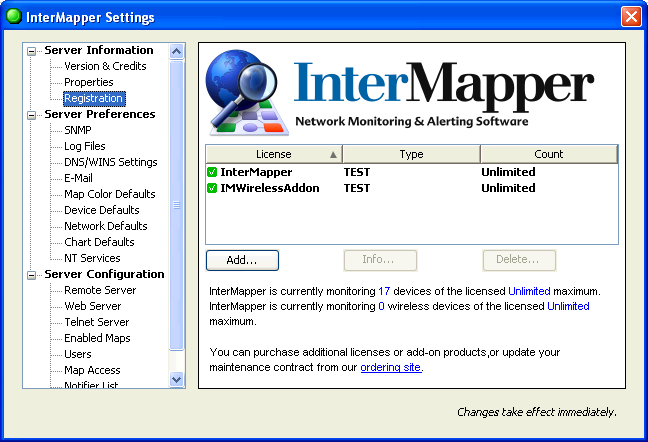 InterMapper Settings
Server Information
Version & Credits
Properties
Registration
Server Preferences
SNMP
Log Files
DNS/WINS Settings
E-Mail
Map Color Defaults
Device Defaults
Network Defaults
Chart Defaults
NT Services
Server Configuration
Remote Server
Web Server
Telnet Server
Enabled Maps
Users
Map Access
Notifier List
InterMapper
Network Monitoring & Alerting Software
License Type Count
InterMapper TEST Unlimited
IMWirelessAddon TEST Unlimited
Add... Info... Delete...
InterMapper is currently monitoring 17 devices of the licensed Unlimited maximum.
InterMapper is currently monitoring 0 wireless devices of the licensed Unlimited
maximum.
You can purchase additional licenses or add-on products,or update your
maintenance contract from our ordering site.
Changes take effect immediately.